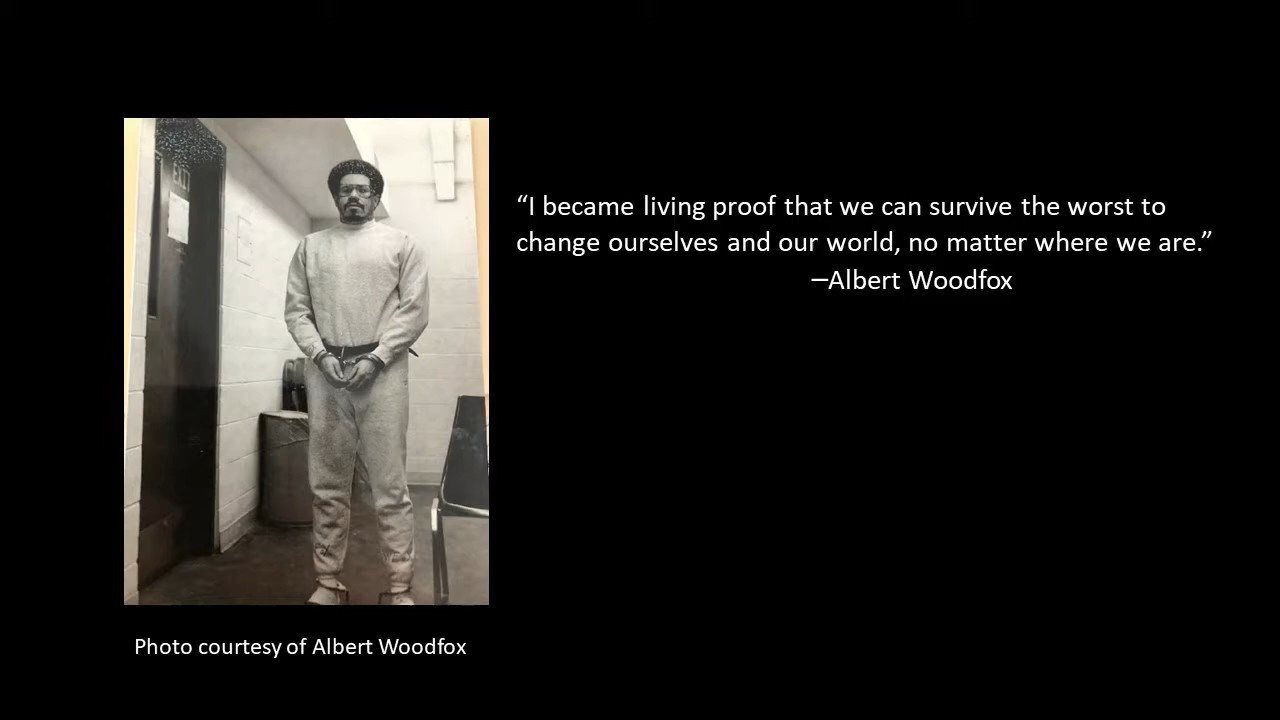 EXIT
“I became living proof that we can survive the worst to
change ourselves and our world, no matter where we are.”
–Albert Woodfox
Photo courtesy of Albert Woodfox